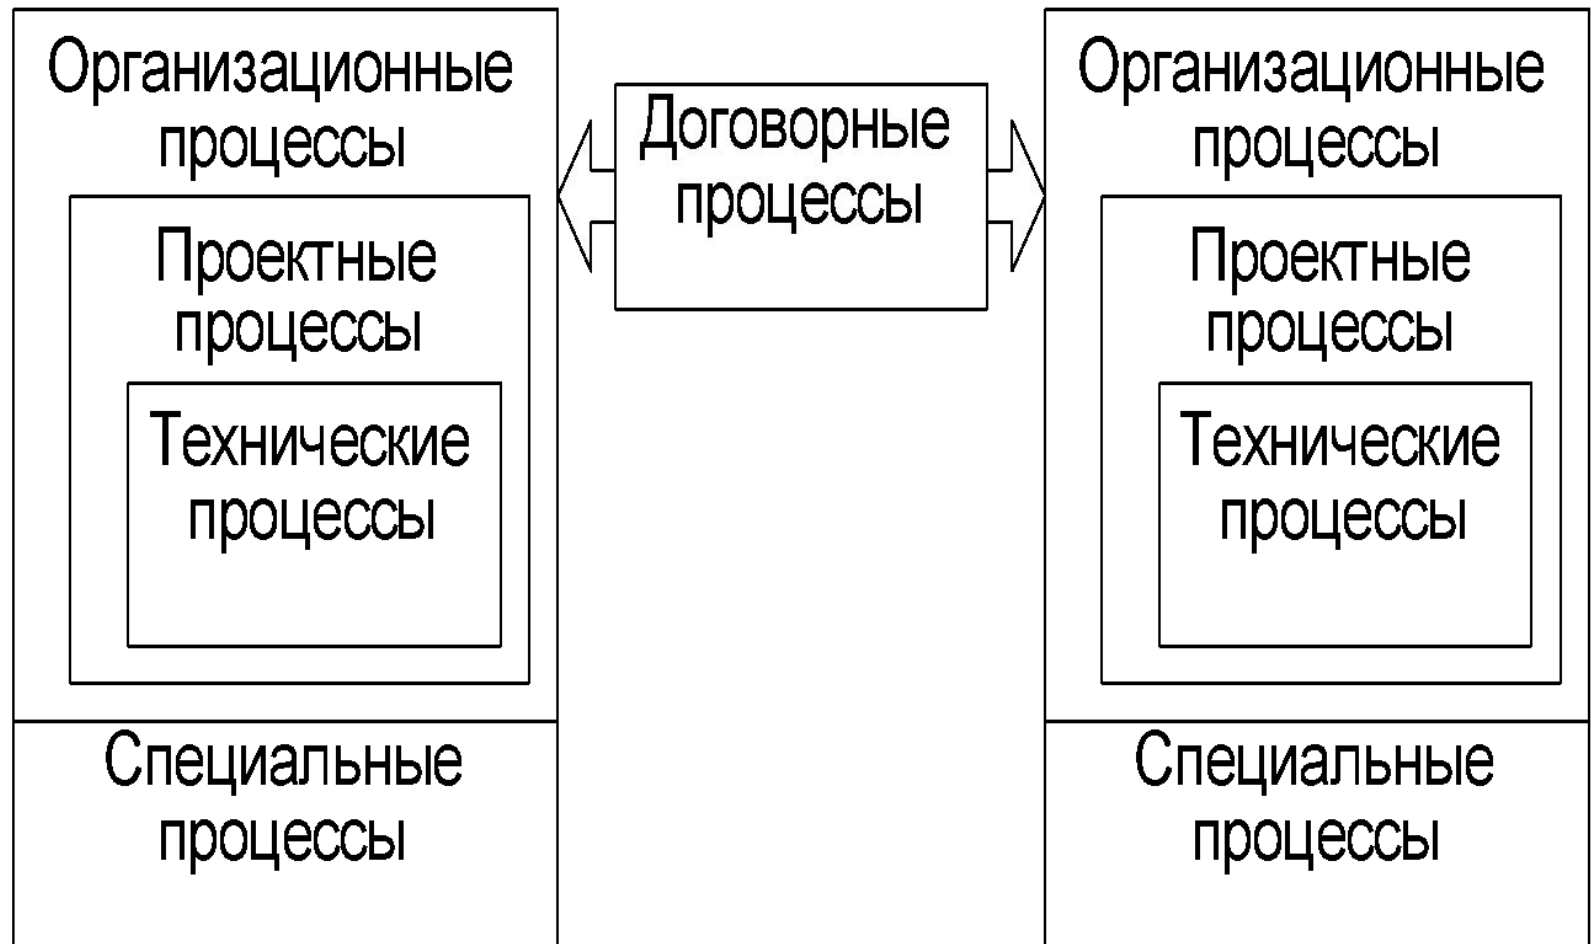 Организационные
процессы
Проектные
процессы
Технические
процессы
Специальные
процессы
Договорные
процессы
Организационные
процессы
Проектные
процессы
Технические
процессы
Специальные
процессы